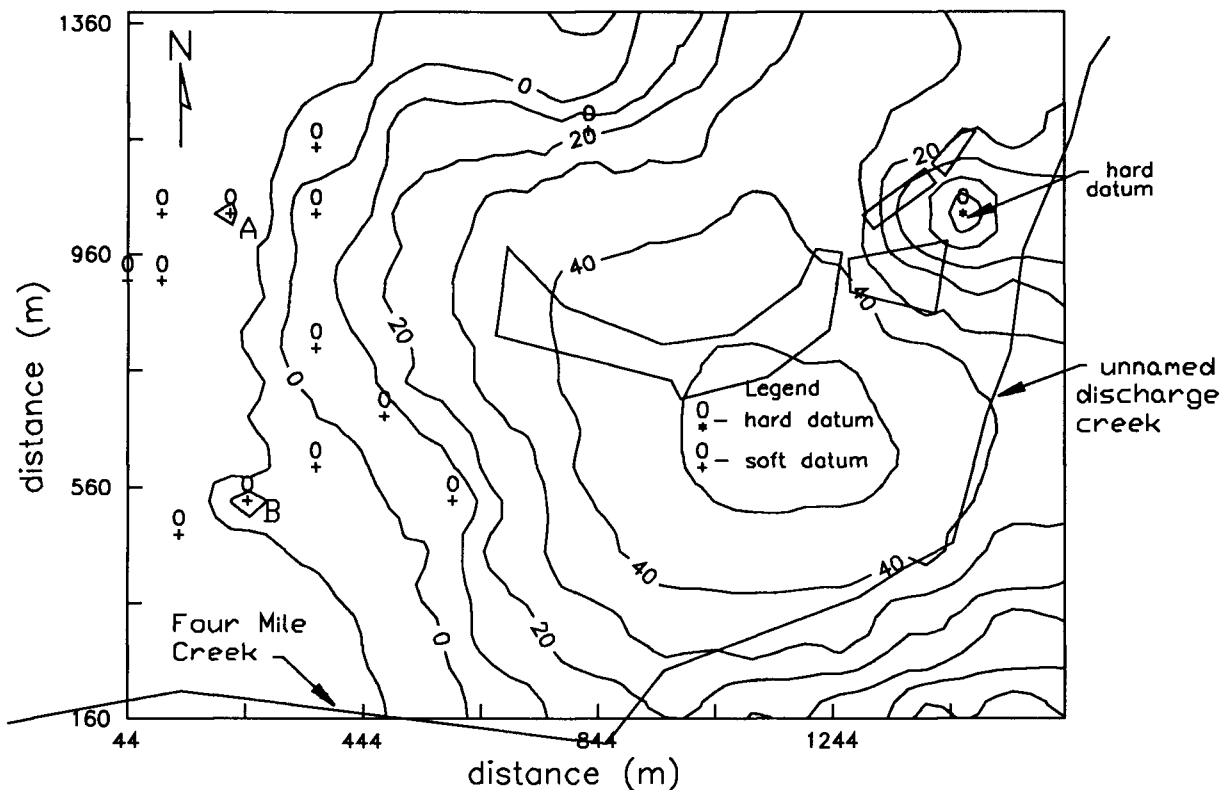 1360
N
0
0
20
0
0
20
hard
datum
0
0
0
0
A
960
0
0
40
40
distance (m)
0
20
0
0
unnamed
discharge
creek
Legend
0 * – hard datum
0 + – soft datum
0
560
0
0
B
0
40
40
Four Mile
Creek
0
20
160
44
444
844
1244
distance (m)